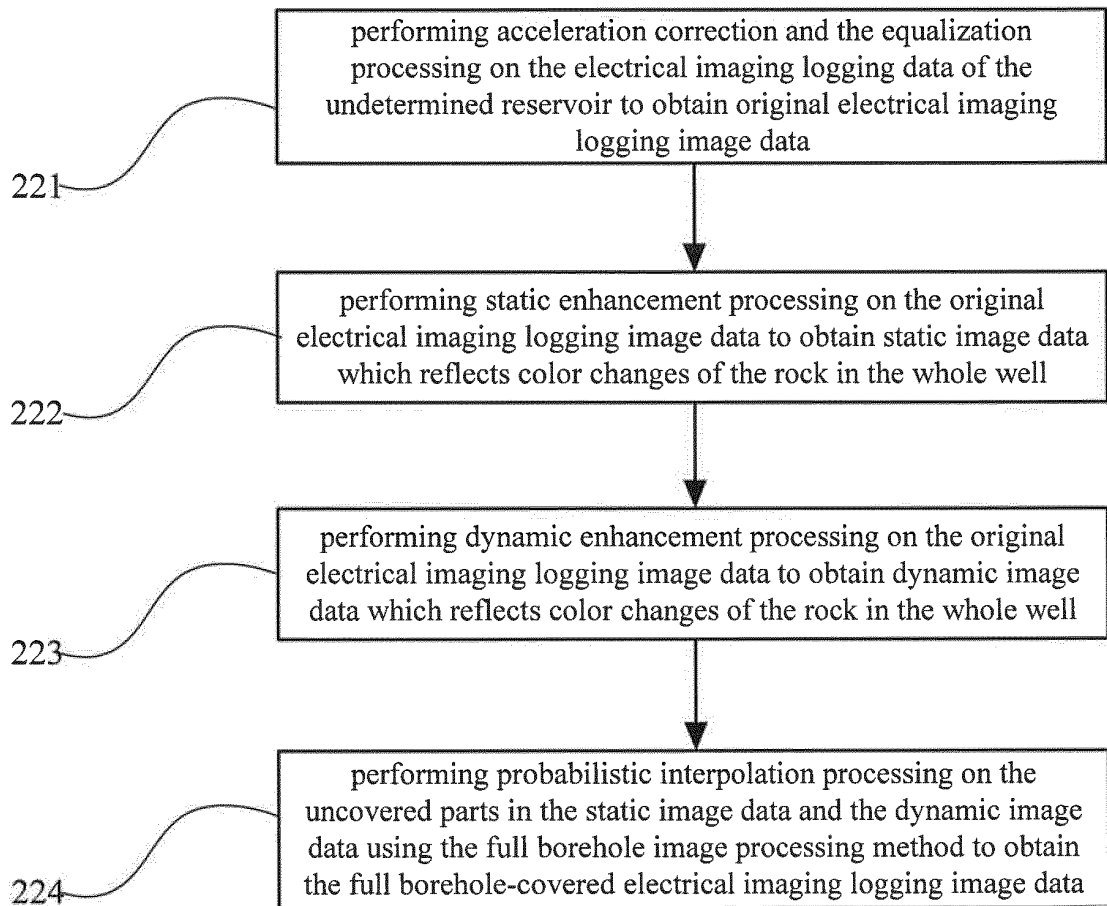 performing acceleration correction and the equalization
processing on the electrical imaging logging data of the
undetermined reservoir to obtain original electrical imaging
logging image data
221
performing static enhancement processing on the original
electrical imaging logging image data to obtain static image data
which reflects color changes of the rock in the whole well
222
performing dynamic enhancement processing on the original
electrical imaging logging image data to obtain dynamic image
data which reflects color changes of the rock in the whole well
223
performing probabilistic interpolation processing on the
uncovered parts in the static image data and the dynamic image
data using the full borehole image processing method to obtain
the full borehole-covered electrical imaging logging image data
224